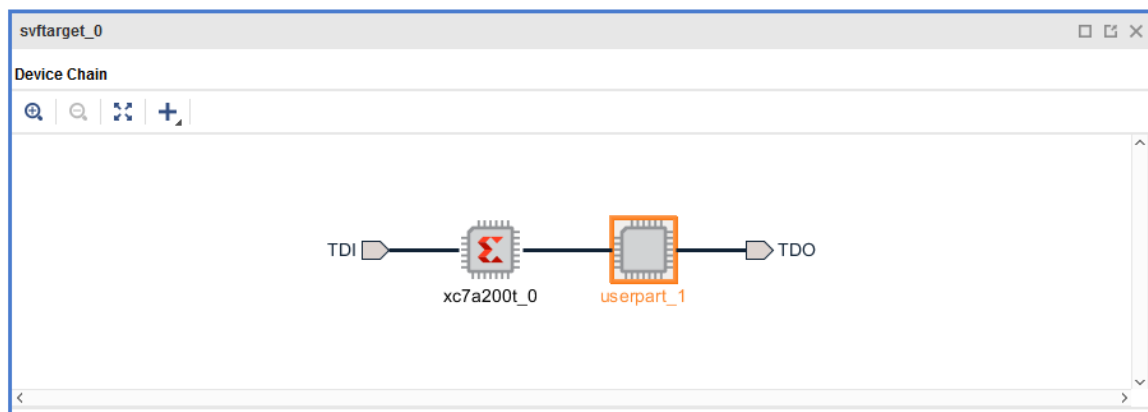 svftarget_0
Device Chain
TDI
TDO
xc7a200t_0
userpart_1